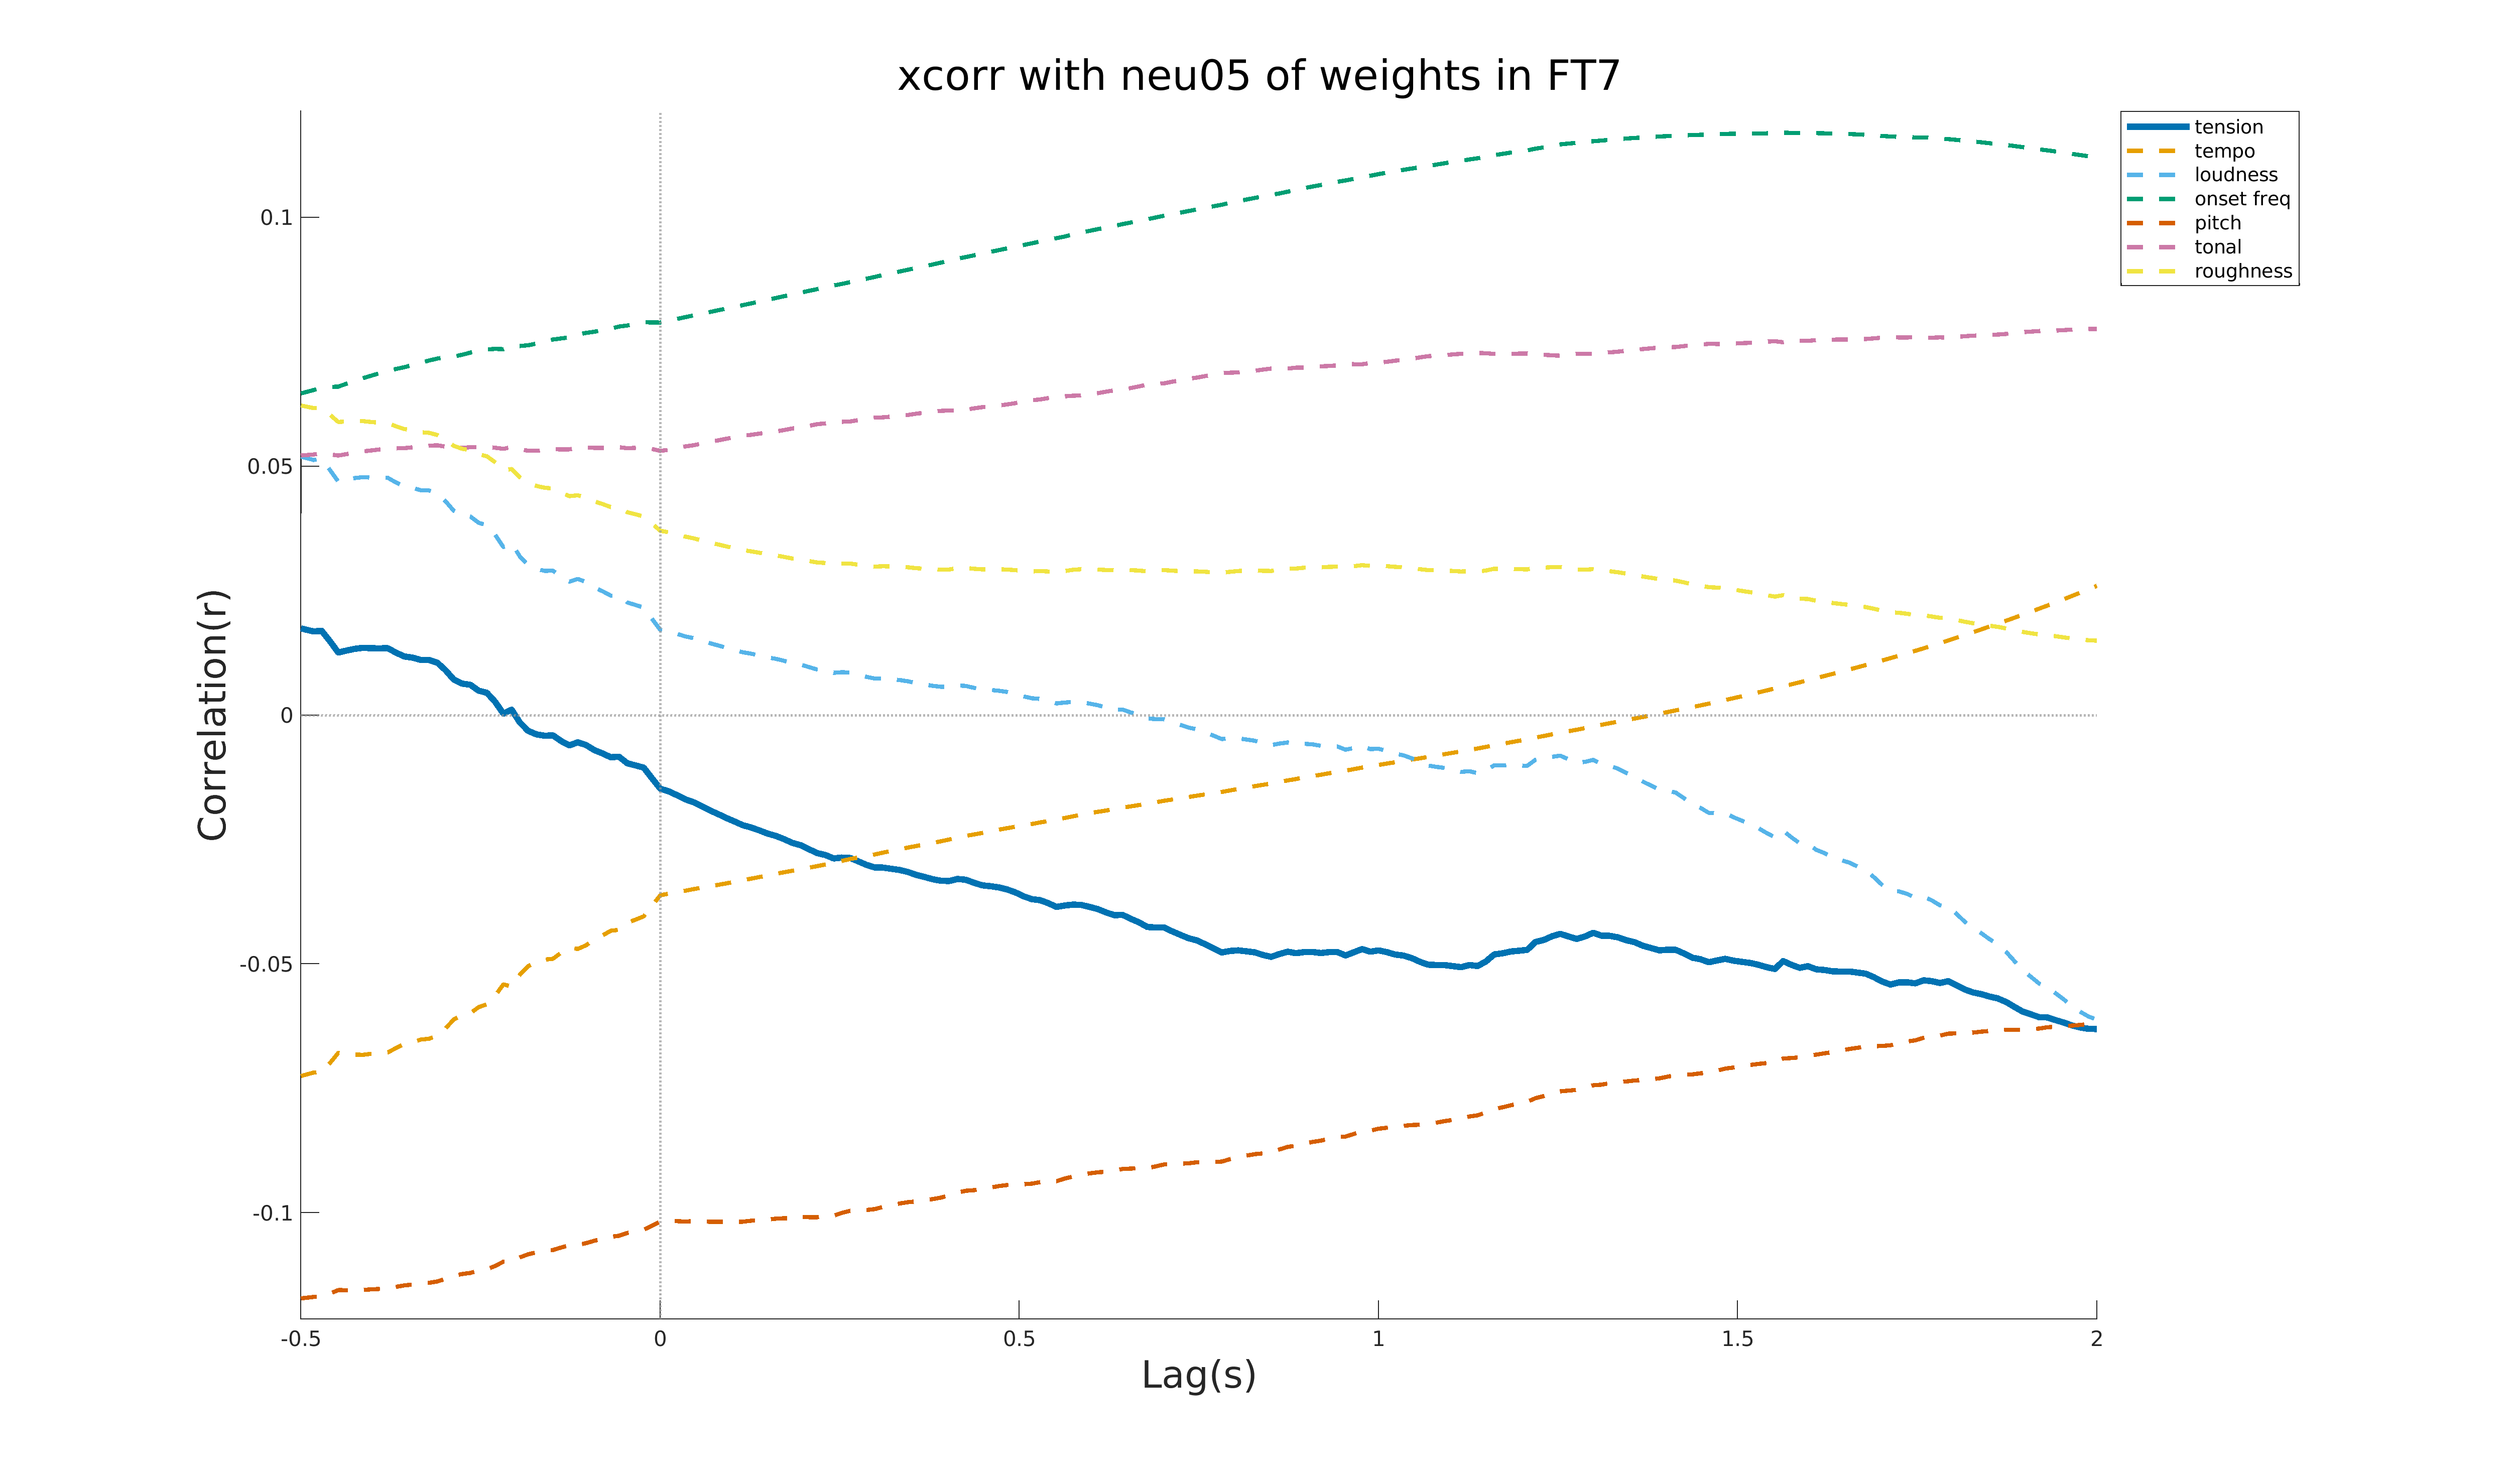 xcorr with neu05 of weights in FT7
tension
tempo
loudness
onset freq
pitch
tonal
roughness
0.1
0.05
0
-0.05
-0.1
Correlation(r)
-0.5
0
0.5
1
1.5
2
Lag(s)